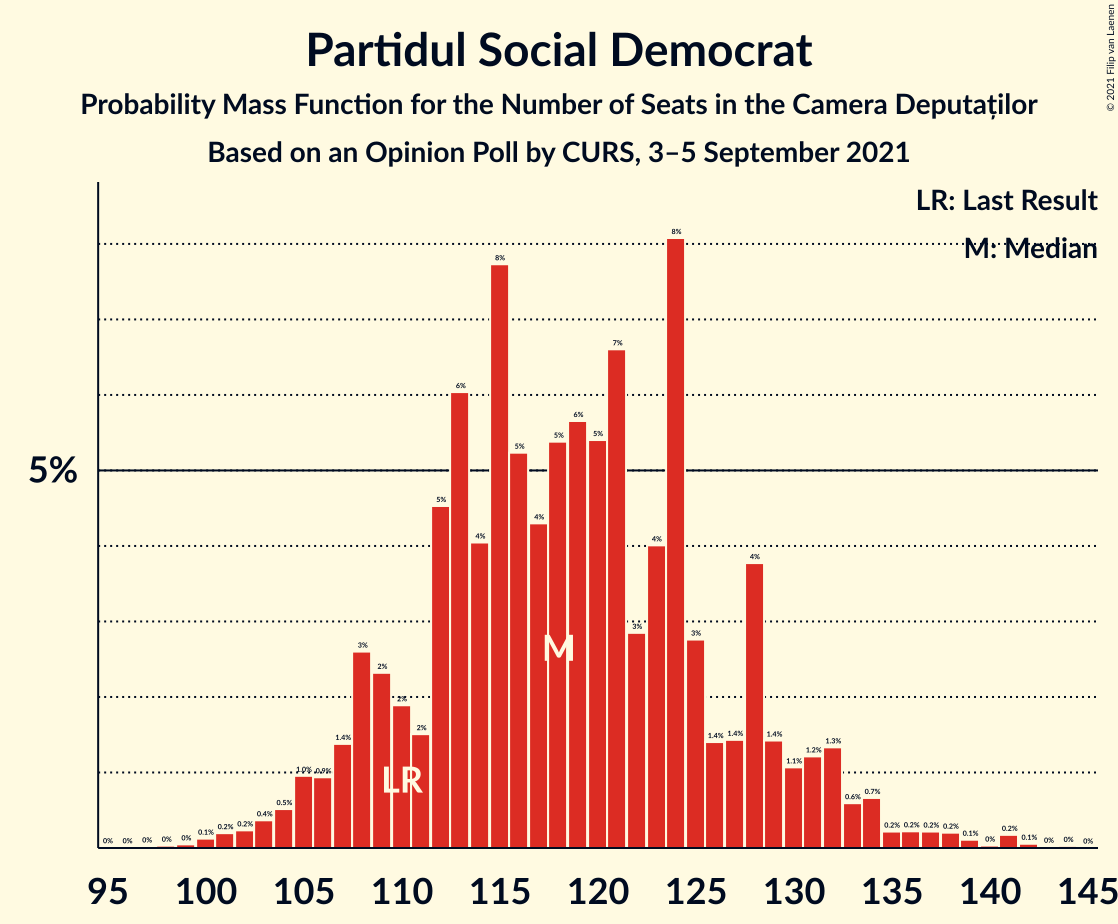 Partidul Social Democrat
Probability Mass Function for the Number of Seats in the Camera Deputaților
Based on an Opinion Poll by CURS, 3–5 September 2021
© 2021 Filip van Laenen
LR: Last Result
M: Median
5%
0% 0% 0% 0% 0% 0.1% 0.2% 0.2% 0.4% 0.5% 1.0% 0.9% 1.4% 3% 2% 2% 2% 5% 6% 4% 8% 5% 4% 5% 6% 5% 7% 3% 4% 8% 3% 1.4% 1.4% 4% 1.4% 1.1% 1.2% 1.3% 0.6% 0.7% 0.2% 0.2% 0.2% 0.2% 0.1% 0% 0.2% 0.1% 0% 0% 0%
M
LR
95 100 105 110 115 120 125 130 135 140 145